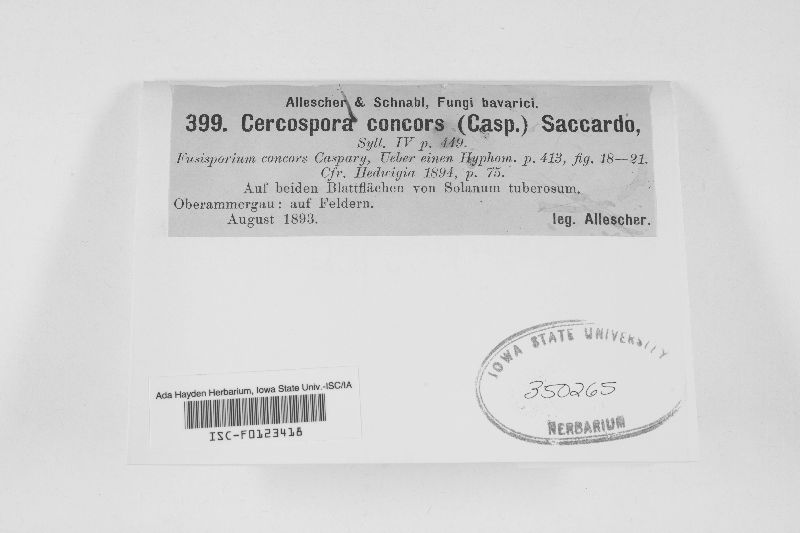 Allescher & Schnabl, Fungi bavarici.
399. Cercospora concors (Casp.) Saccardo,
Syll. IV p. 449.
Fusisporium concors Caspary, Ueber einen Hyphom. p. 413, fig. 18—21.
Cfr. Hedwigia 1894, p. 75.
Auf beiden Blattflächen von Solanum tuberosum.
Oberammergau: auf Feldern.
August 1893. leg. Allescher.
IOWA STATE UNIVERSITY
350265
HERBARIUM
Ada Hayden Herbarium, Iowa State Univ.-ISC/IA
ISC-F0123418